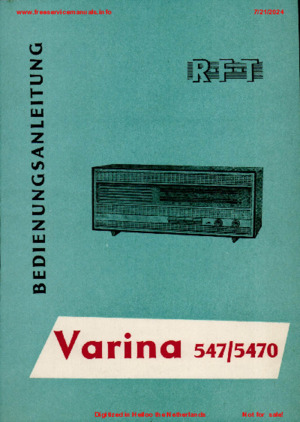 www.freeservicemanuals.info 7/21/2024
RFT
BEDIENUNGSANLEITUNG
Varina 547/5470
Digitized in Heiloo the Netherlands Not for sale!